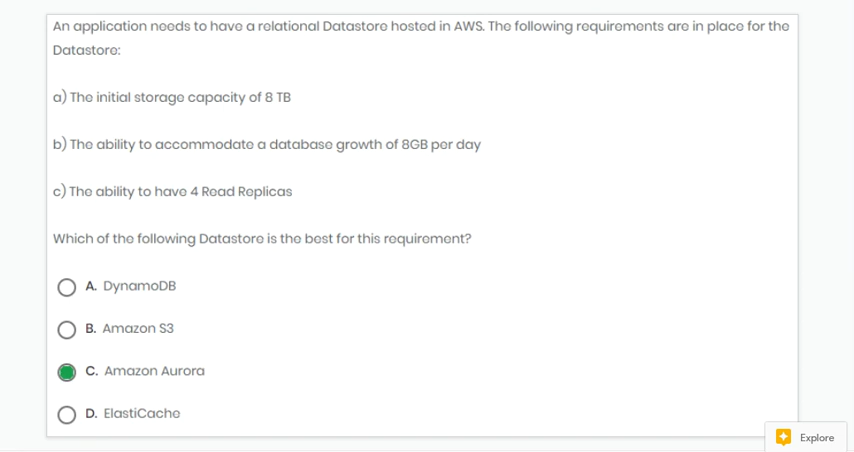 An application needs to have a relational Datastore hosted in AWS. The following requirements are in place for the
Datastore:
a) The initial storage capacity of 8 TB
b) The ability to accommodate a database growth of 8GB per day
c) The ability to have 4 Read Replicas
Which of the following Datastore is the best for this requirement?
A. DynamoDB
B. Amazon S3
C. Amazon Aurora
D. ElastiCache
Explore